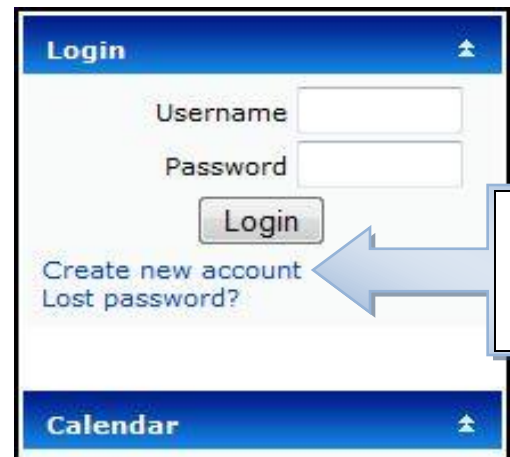 Login
Username
Password
Login
Create new account
Lost password?
Calendar